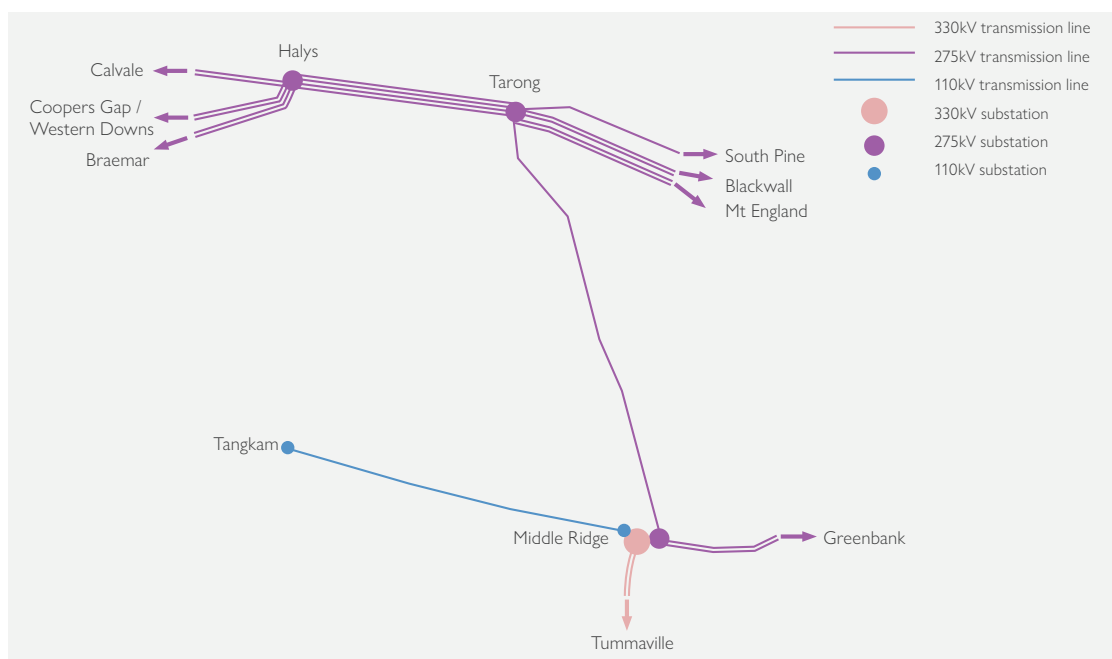 330kV transmission line
275kV transmission line
110kV transmission line
330kV substation
275kV substation
110kV substation
Halys
Calvale
Tarong
Coopers Gap /
Western Downs
Braemar
South Pine
Blackwall
Mt England
Tangkam
Middle Ridge
Greenbank
Tummaville